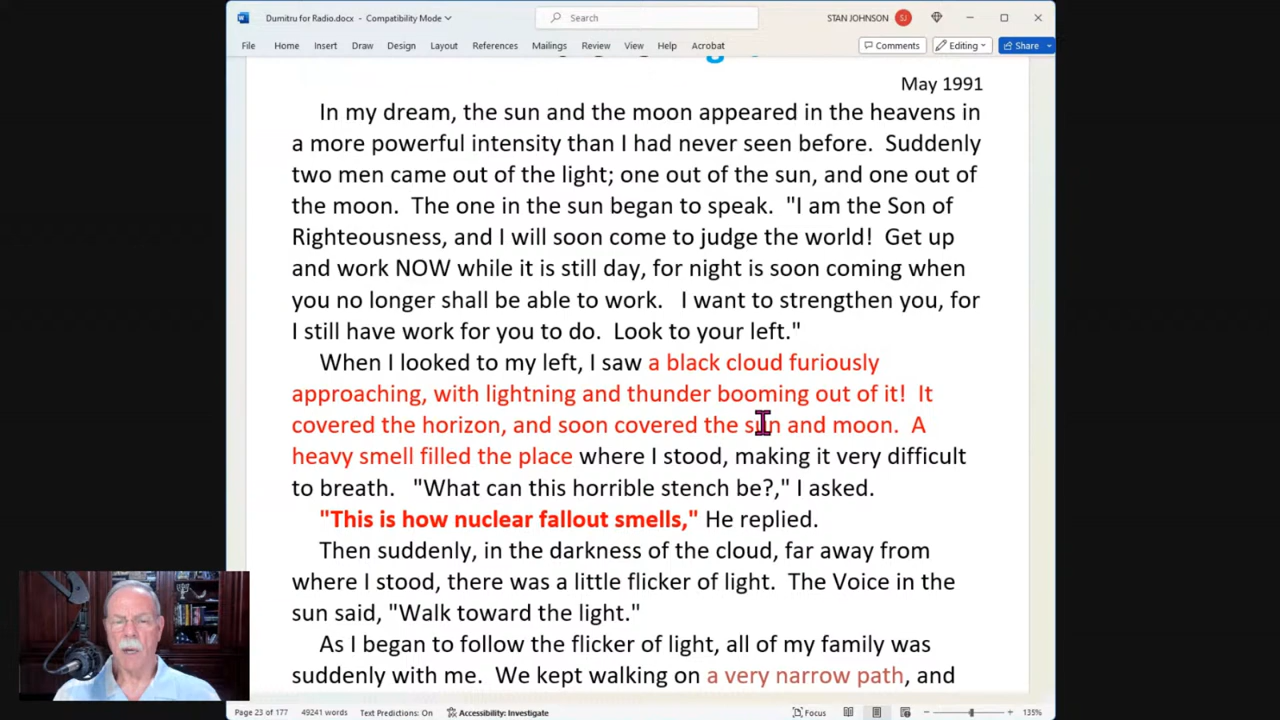 Dumitru for Radio.docx • Compatibility Mode
Search
STAN JOHNSON
SJ
File Home Insert Draw Design Layout References Mailings Review View Help Acrobat
Comments Editing Share
May 1991
In my dream, the sun and the moon appeared in the heavens in
a more powerful intensity than I had never seen before. Suddenly
two men came out of the light; one out of the sun, and one out of
the moon. The one in the sun began to speak. "I am the Son of
Righteousness, and I will soon come to judge the world! Get up
and work NOW while it is still day, for night is soon coming when
you no longer shall be able to work. I want to strengthen you, for
I still have work for you to do. Look to your left."
When I looked to my left, I saw a black cloud furiously
approaching, with lightning and thunder booming out of it! It
covered the horizon, and soon covered the sun and moon. A
heavy smell filled the place where I stood, making it very difficult
to breath. "What can this horrible stench be?," I asked.
"This is how nuclear fallout smells," He replied.
Then suddenly, in the darkness of the cloud, far away from
where I stood, there was a little flicker of light. The Voice in the
sun said, "Walk toward the light."
As I began to follow the flicker of light, all of my family was
suddenly with me. We kept walking on a very narrow path, and
Page 23 of 177 49241 words Text Predictions: On Accessibility: Investigate
Focus
135%